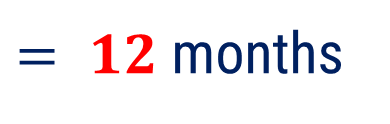 = 12 months